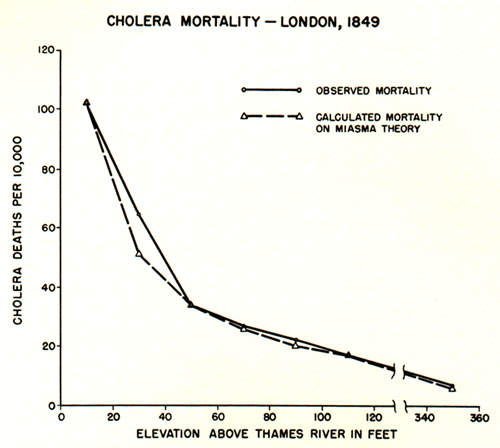 CHOLERA MORTALITY – LONDON, 1849
120
100
80
60
40
20
0
CHOLERA DEATHS PER 10,000
OBSERVED MORTALITY
CALCULATED MORTALITY
ON MIASMA THEORY
0 20 40 60 80 100 120 340 360
ELEVATION ABOVE THAMES RIVER IN FEET